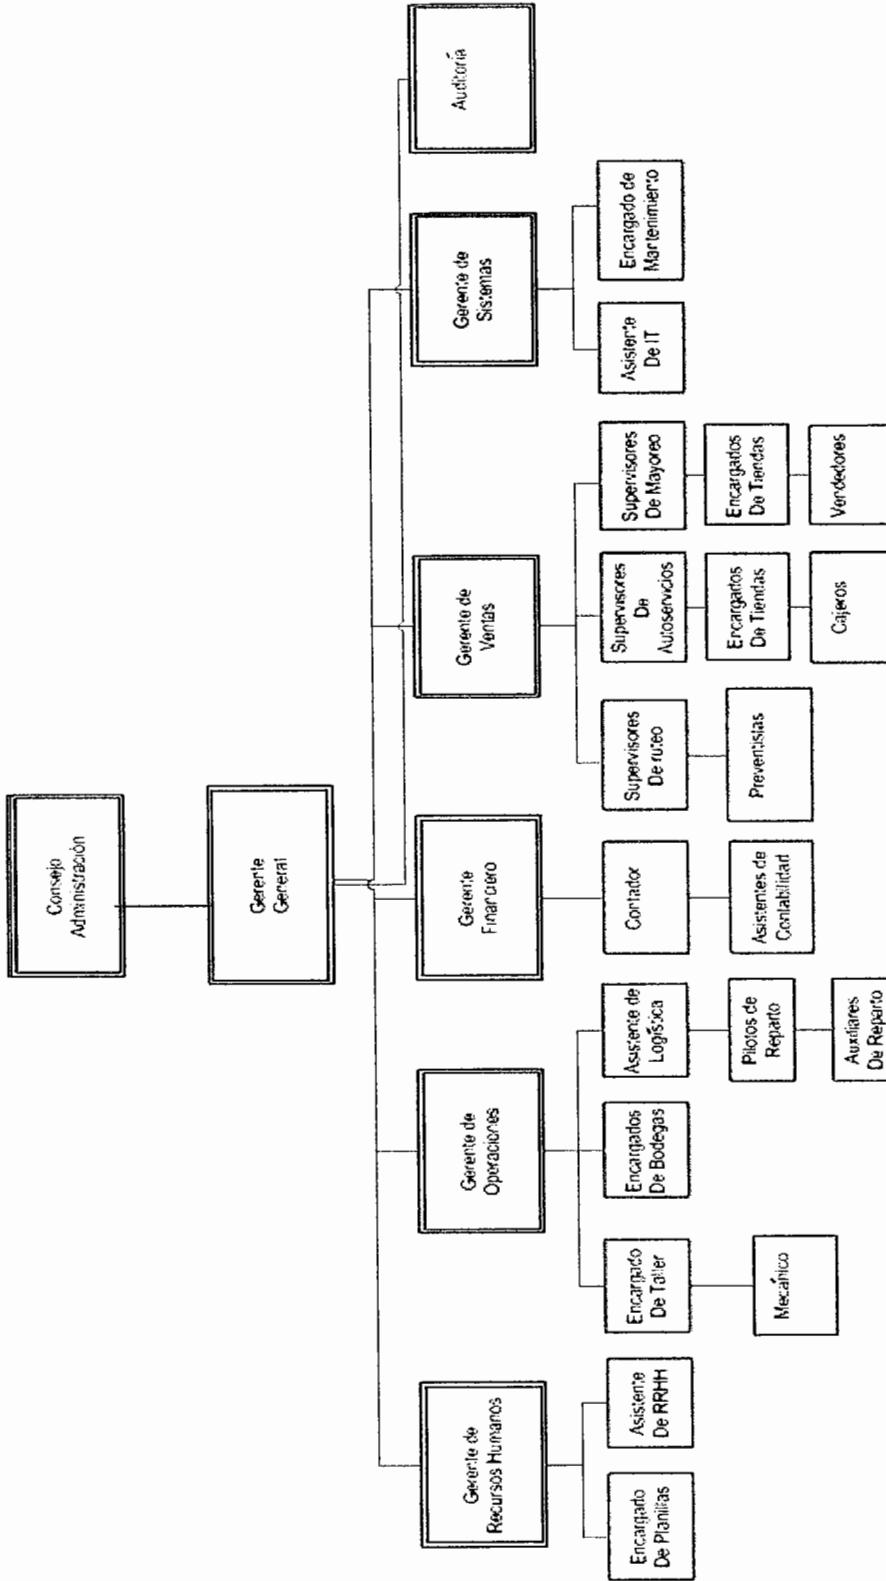 Consejo
Administración
Gerente
General
Gerente de
Recursos Humanos
Gerente de
Operaciones
Gerente
Financiero
Gerente de
Ventas
Gerente de
Sistemas
Auditoría
Encargado
De Planillas
Asistente
De RRHH
Encargado
De Taller
Encargados
De Bodegas
Asistente de
Logística
Contador
Supervisores
De ruteo
Supervisores
De
Autoservicios
Supervisores
De Mayoreo
Asistente
De IT
Encargado de
Mantenimiento
Mecánico
Pilotos de
Reparto
Asistentes de
Contabilidad
Preventistas
Encargados
De Tiendas
Encargados
De Tiendas
Auxiliares
De Reparto
Cajeros
Vendedores